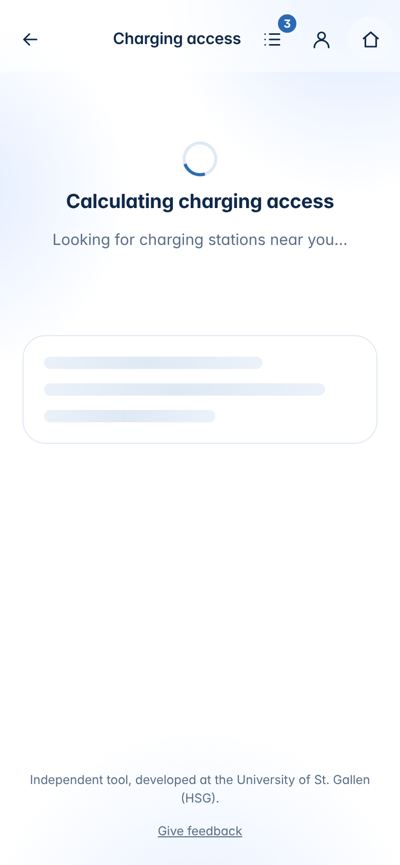 Charging access
3
Calculating charging access
Looking for charging stations near you...
Independent tool, developed at the University of St. Gallen
(HSG).
Give feedback